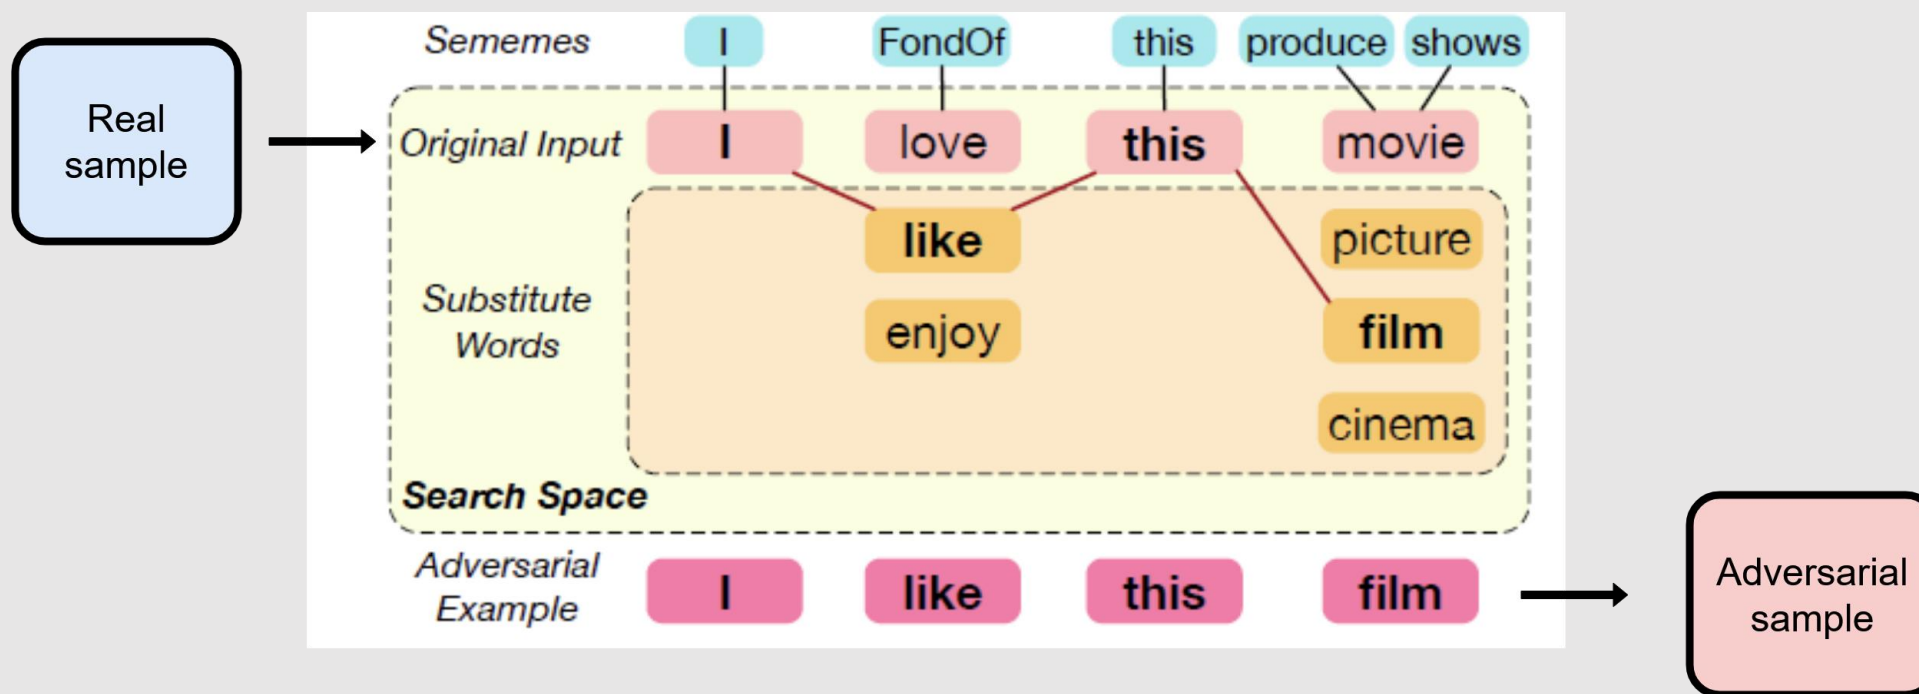 Real
sample
Sememes I FondOf this produce shows
Original Input I love this movie
Substitute
Words
like picture
enjoy film
cinema
Search Space
Adversarial
Example
I like this film
Adversarial
sample